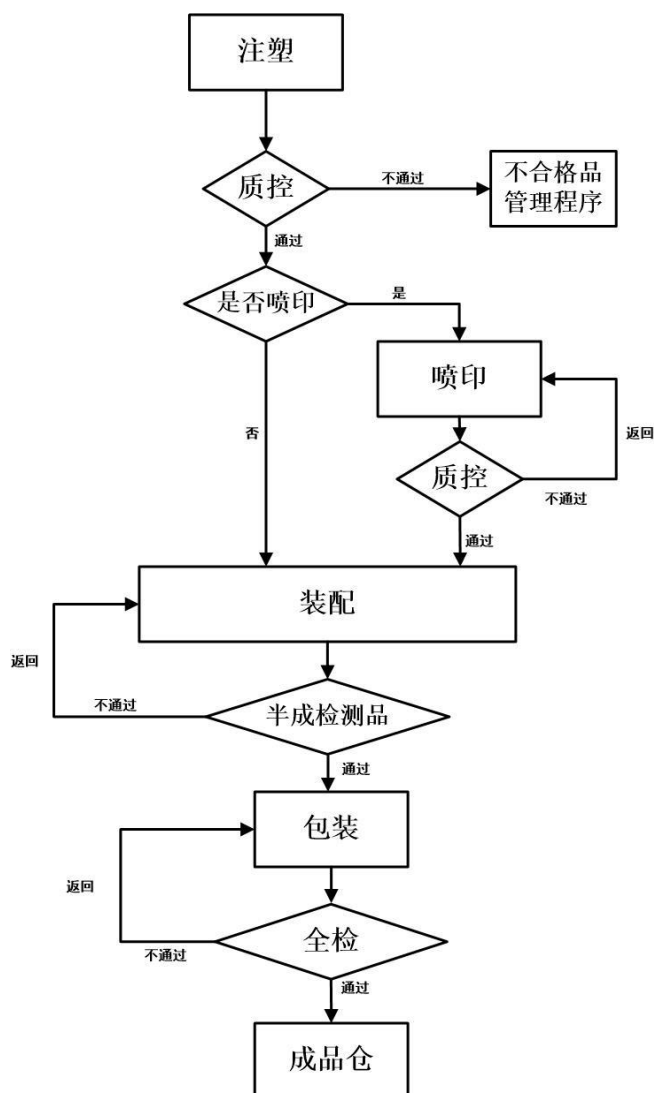 注塑
质控
不通过
不合格品
管理程序
通过
是否喷印
是
喷印
否
返回
质控
不通过
通过
装配
返回
不通过
半成检测品
通过
包装
返回
不通过
全检
通过
成品仓